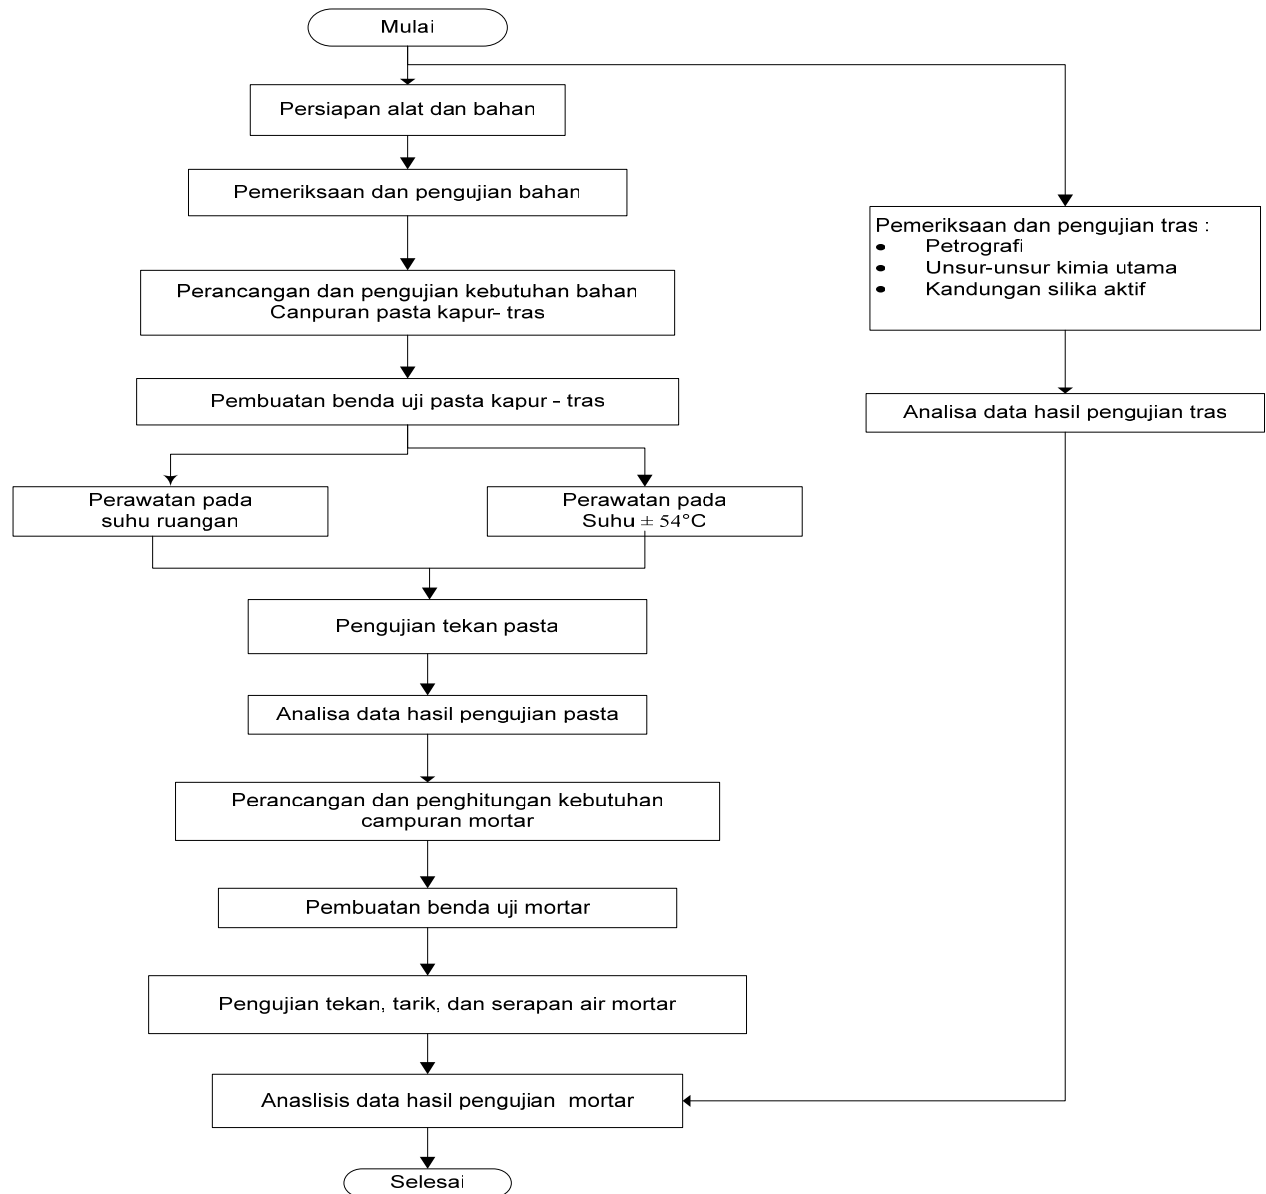 Mulai
Persiapan alat dan bahan
Pemeriksaan dan pengujian bahan
Pemeriksaan dan pengujian tras :
● Petrografi
● Unsur-unsur kimia utama
● Kandungan silika aktif
Perancangan dan pengujian kebutuhan bahan
Canpuran pasta kapur– tras
Pembuatan benda uji pasta kapur – tras
Analisa data hasil pengujian tras
Perawatan pada
suhu ruangan
Perawatan pada
Suhu ± 54°C
Pengujian tekan pasta
Analisa data hasil pengujian pasta
Perancangan dan penghitungan kebutuhan
campuran mortar
Pembuatan benda uji mortar
Pengujian tekan, tarik, dan serapan air mortar
Anaslisis data hasil pengujian mortar
Selesai